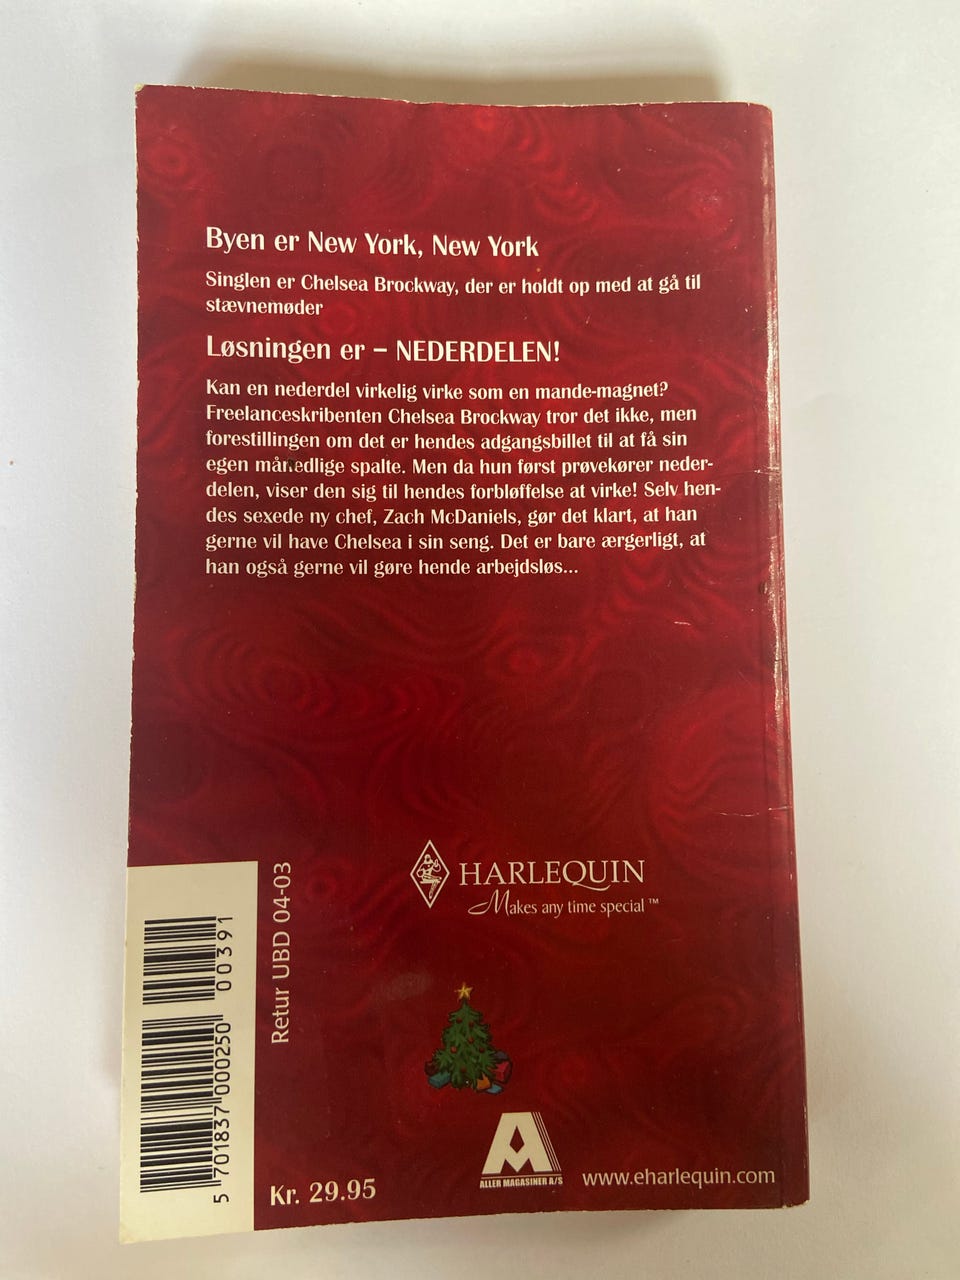 Byen er New York, New York
Singlen er Chelsea Brockway, der er holdt op med at gå til
stævnemøder
Løsningen er – NEDERDELEN!
Kan en nederdel virkelig virke som en mande-magnet?
Freelanceskribenten Chelsea Brockway tror det ikke, men
forestillingen om det er hendes adgangsbillet til at få sin
egen månedlige spalte. Men da hun først prøvekører neder-
delen, viser den sig til hendes forbløffelse at virke! Selv hen-
des sexede ny chef, Zach McDaniels, gør det klart, at han
gerne vil have Chelsea i sin seng. Det er bare ærgerligt, at
han også gerne vil gøre hende arbejdsløs...
HARLEQUIN
Makes any time special™
Retur UBD 04-03
00391
5 701837 000250
Kr. 29.95
A
ALLER MAGASINER A/S
www.eharlequin.com